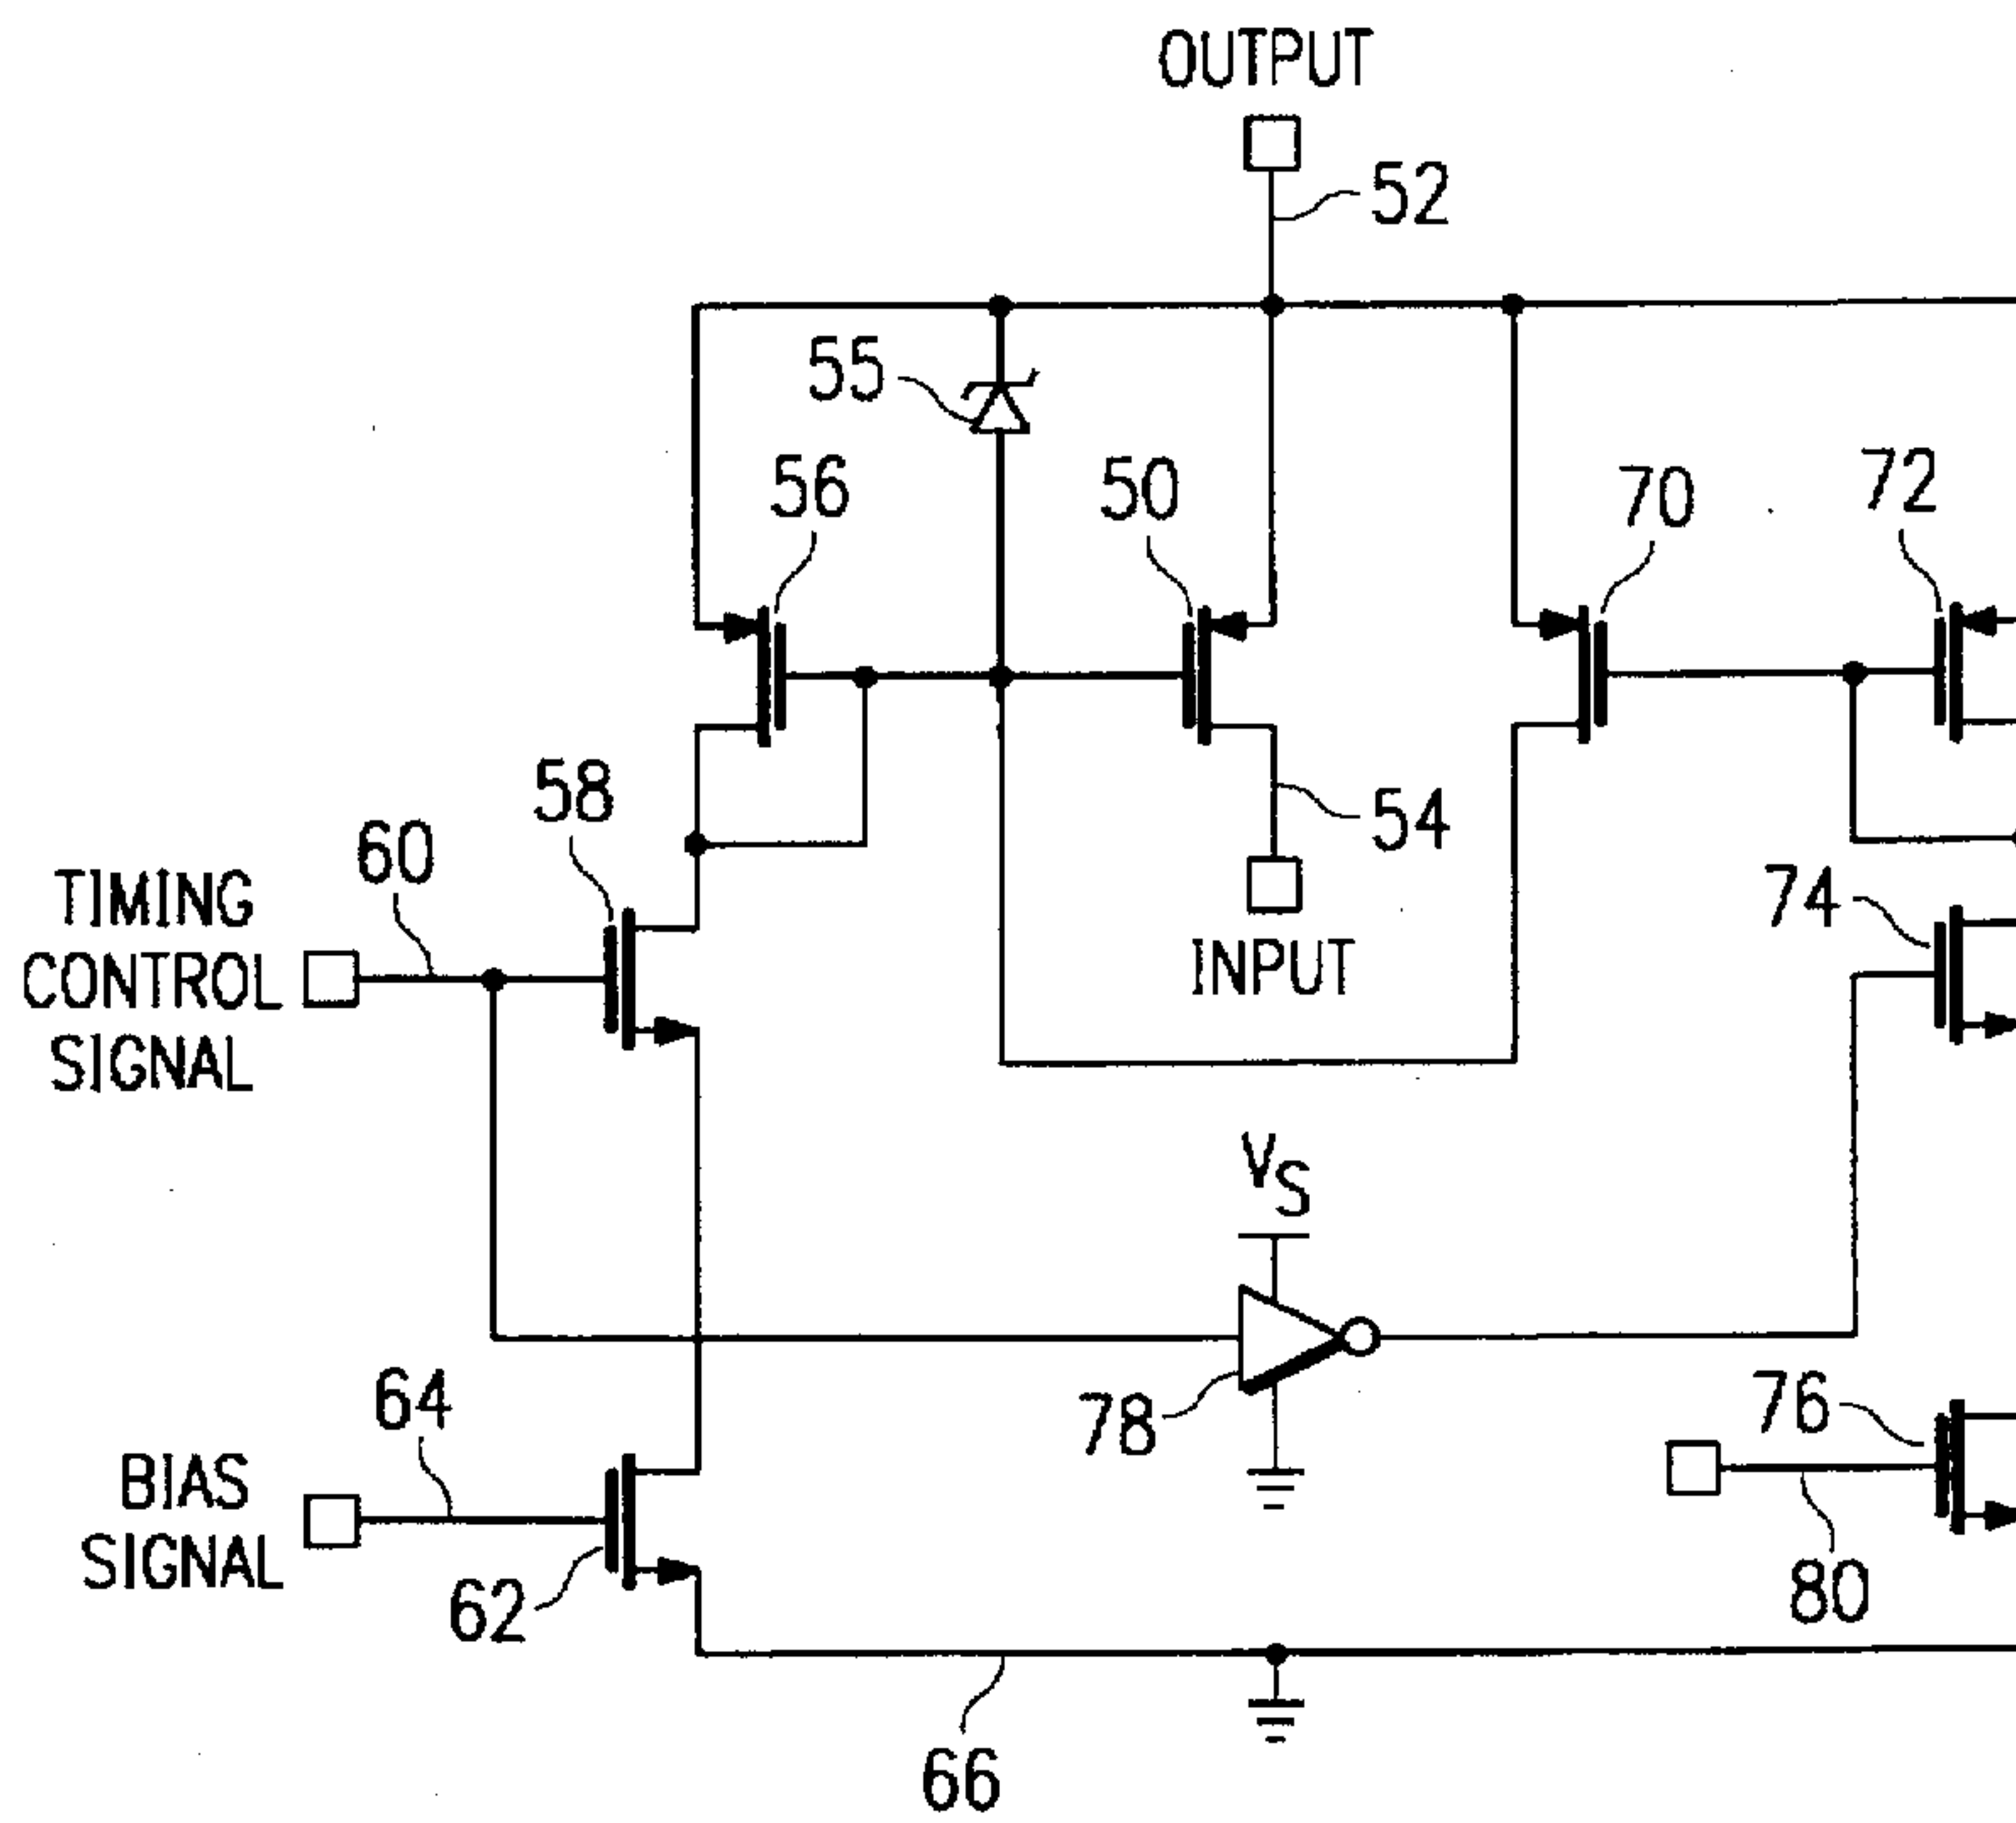 OUTPUT
52
55
56
50
70
72
58
54
60
TIMING
CONTROL
SIGNAL
INPUT
74
VS
64
78
76
BIAS
SIGNAL
62
80
66